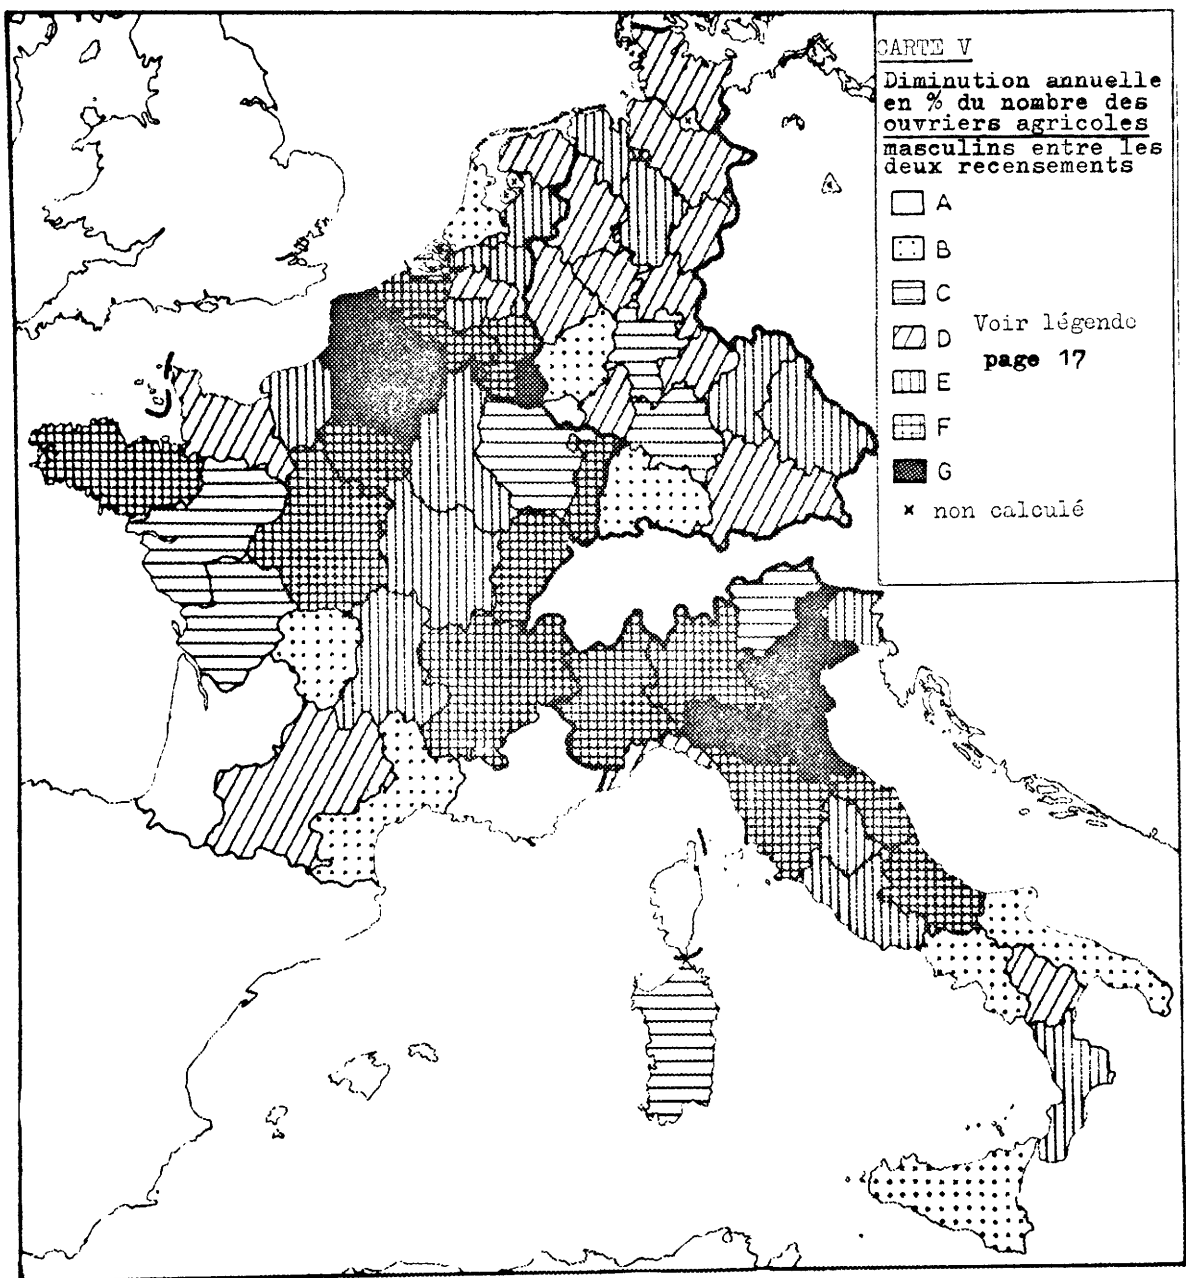 CARTE V
Diminution annuelle
en % du nombre des
ouvriers agricoles
masculins entre les
deux recensements
A
B
C
D
E
F
G
Voir légende
page 17
x non calculé